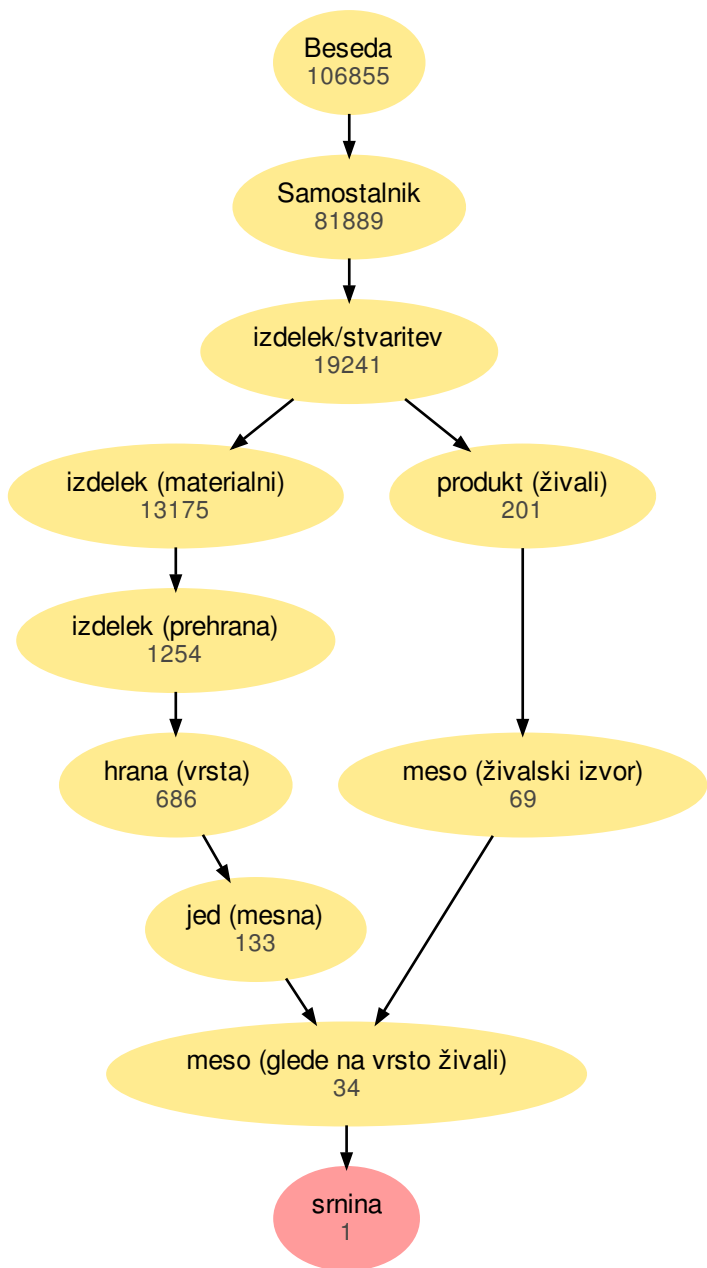 Beseda
106855
Samostalnik
81889
izdelek/stvaritev
19241
izdelek (materialni)
13175
produkt (živali)
201
izdelek (prehrana)
1254
hrana (vrsta)
686
meso (živalski izvor)
69
jed (mesna)
133
meso (glede na vrsto živali)
34
srnina
1